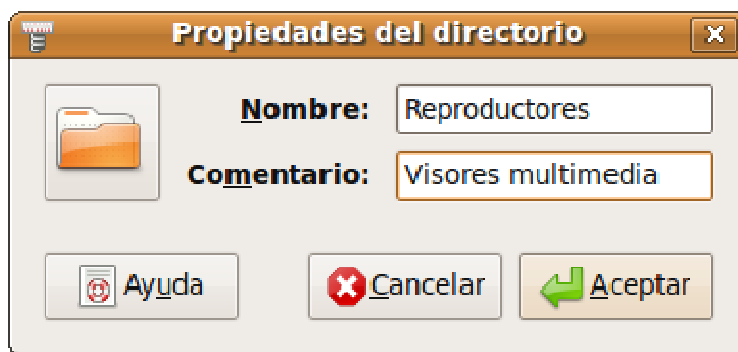 Propiedades del directorio
Nombre: Reproductores
Comentario: Visores multimedia
Ayuda Cancelar Aceptar